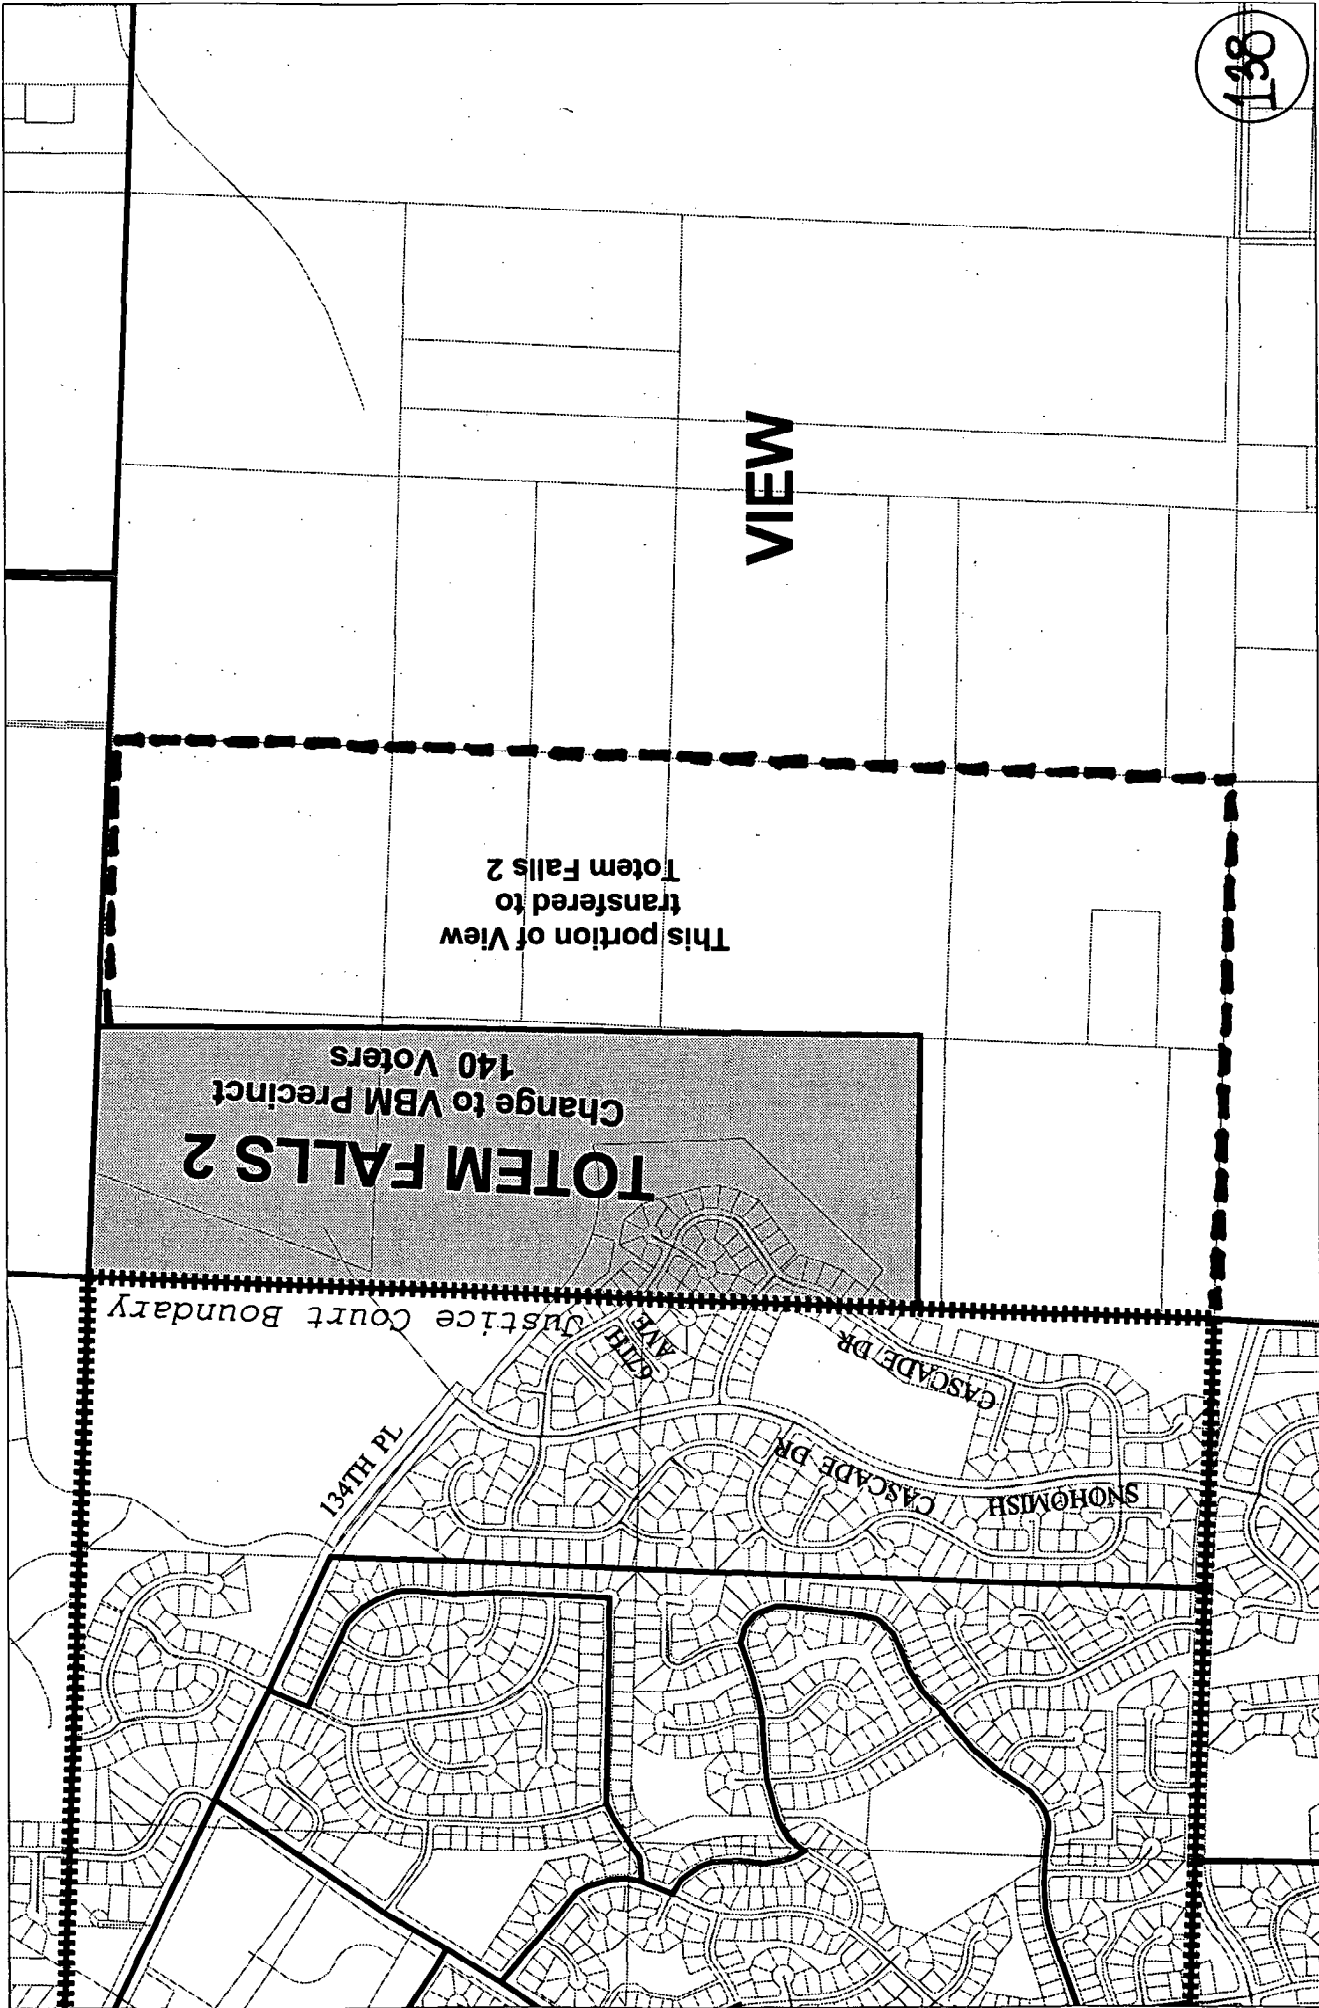 138
VIEW
This portion of View
transfered to
Totem Falls 2
TOTEM FALLS 2
Change to VBM Precinct
140 Voters
Justice Court Boundary
67TH
AVE
CASCADE DR
CASCADE DR
SNOHOMISH
134TH PL